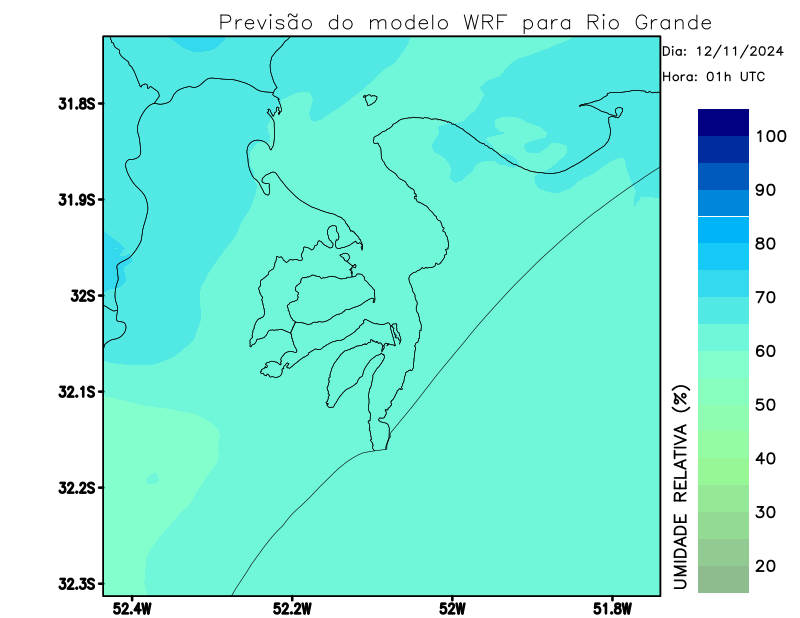 Previsão do modelo WRF para Rio Grande
Dia: 12/11/2024
Hora: 01h UTC
31.8S
31.9S
32S
32.1S
32.2S
32.3S
52.4W
52.2W
52W
51.8W
100
90
80
70
60
50
40
30
20
UMIDADE RELATIVA (%)